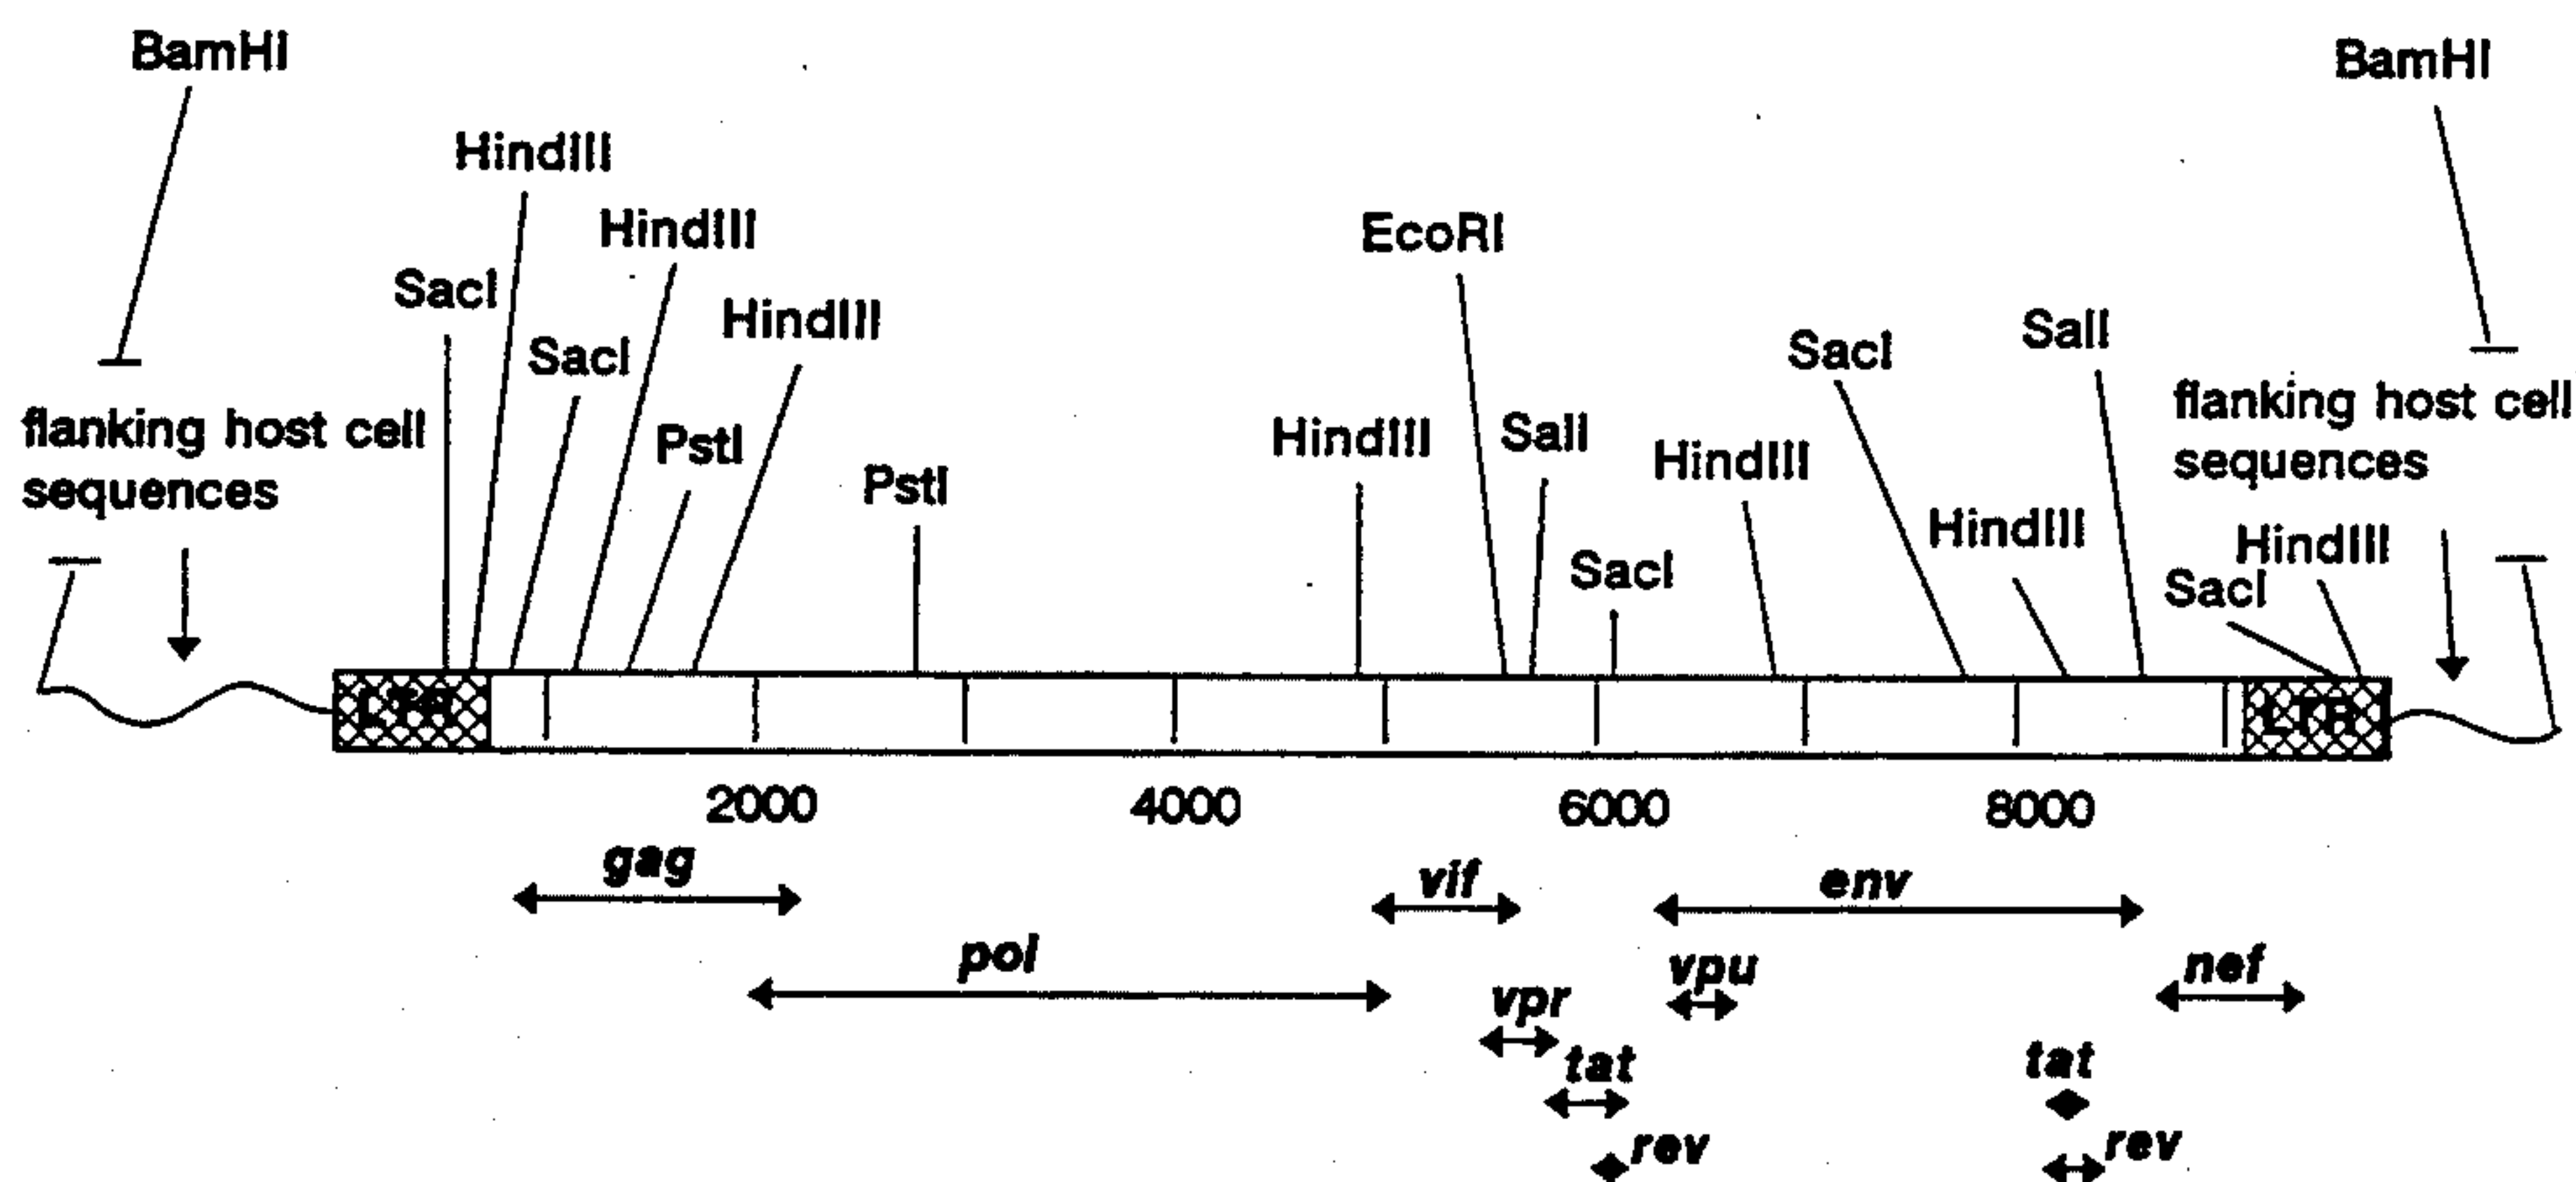 BamHI
BamHI
HindIII
HindIII
EcoRI
SacI
HindIII
SalI
SacI
SacI
flanking host cell
sequences
flanking host cell
sequences
PstI
HindIII
SalI
HindIII
PstI
HindIII
HindIII
SacI
SacI
LTR
LTR
2000
4000
6000
8000
gag
vif
env
pol
vpu
nef
vpr
tat
tat
rev
rev